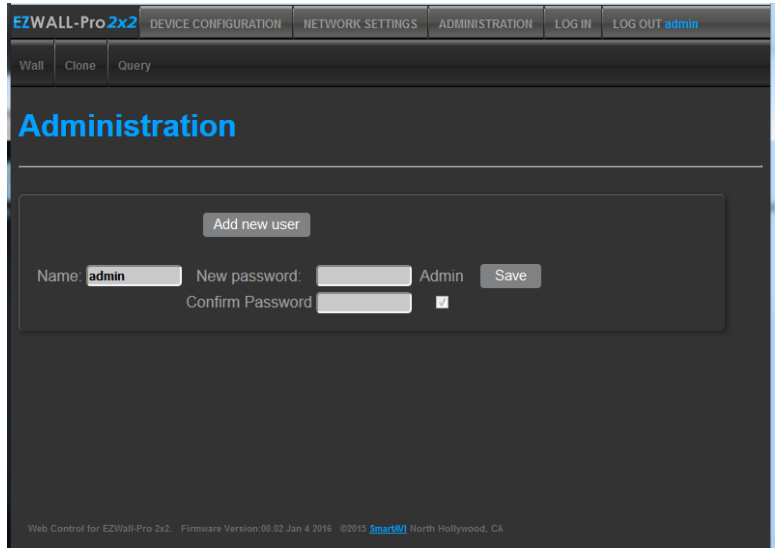 EZWALL-Pro2x2 DEVICE CONFIGURATION NETWORK SETTINGS ADMINISTRATION LOG IN LOG OUT admin
Wall Clone Query
Administration
Add new user
Name: admin New password: Admin Save
Confirm Password
Web Control for EZWall-Pro 2x2. Firmware Version:00.02 Jan 4 2016 ©2015 SmartAVI North Hollywood, CA